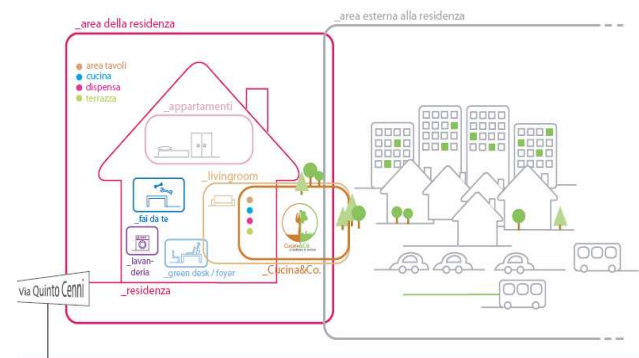 _area della residenza
_area esterna alla residenza
area tavoli
cucina
dispensa
terrazza
_appartamenti
_livingroom
_fai da te
_lavan-
deria
_green desk / foyer
_Cucina&Co.
_residenza
Via Quinto Cenni